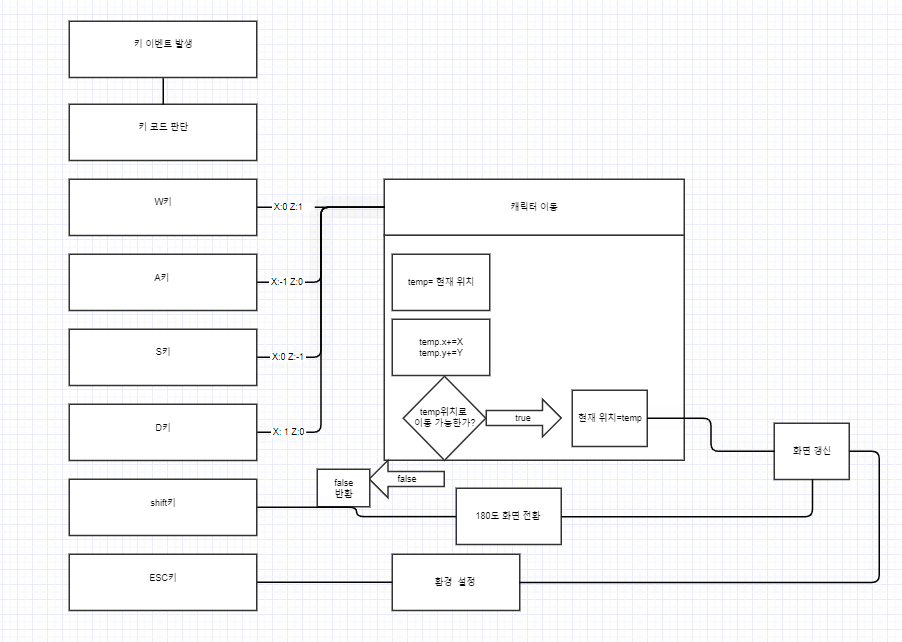 키 이벤트 발생
키 코드 판단
W키
X:0 Z:1
캐릭터 이동
A키
X:-1 Z:0
temp= 현재 위치
S키
X:0 Z:-1
temp.x+=X
temp.y+=Y
D키
X: 1 Z:0
temp위치로
이동 가능한가?
true
현재 위치=temp
화면 갱신
shift키
false
반환
false
180도 화면 전환
ESC키
환경 설정